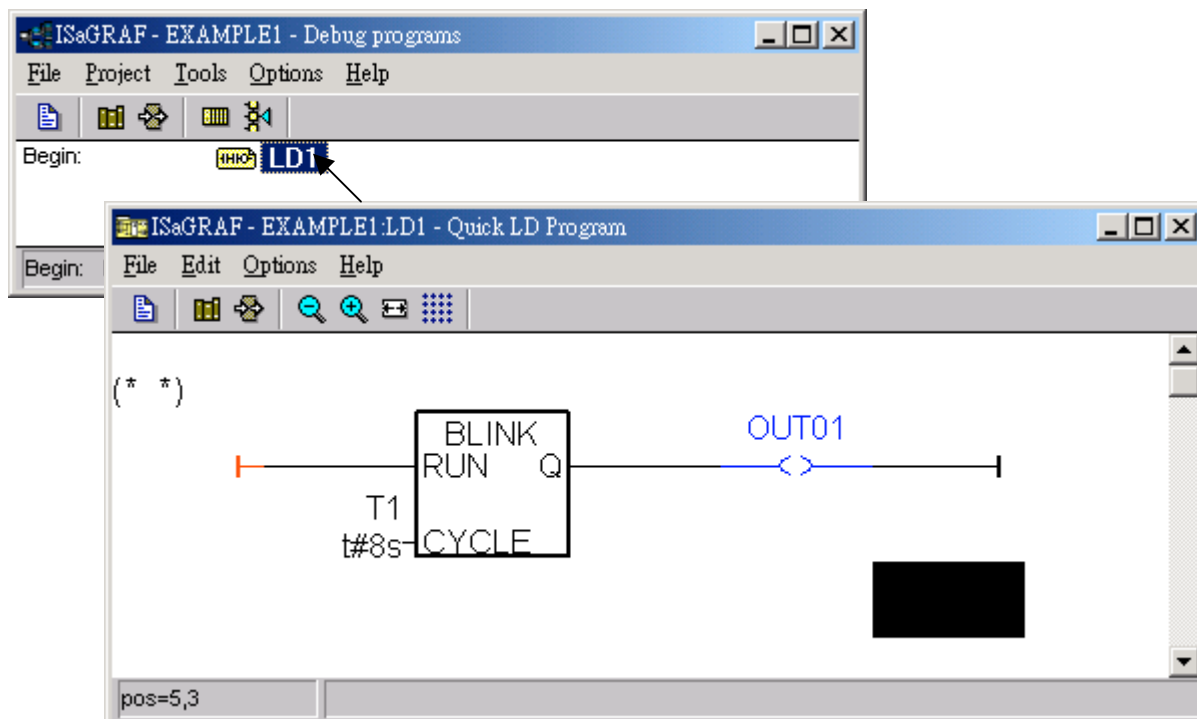 ISaGRAF - EXAMPLE1 - Debug programs
File Project Tools Options Help
Begin: LD1
Begin:
ISaGRAF - EXAMPLE1:LD1 - Quick LD Program
File Edit Options Help
(* *)
BLINK
OUT01
RUN Q
T1
t#8s CYCLE
pos=5,3